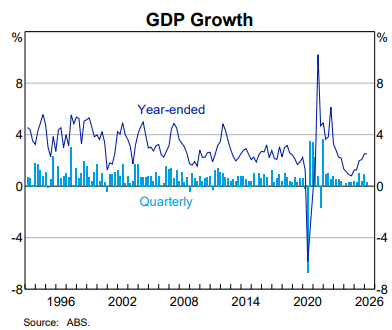 GDP Growth
% %
8 8
4 4
Year-ended
0 0
Quarterly
-4 -4
-8 -8
1996 2002 2008 2014 2020 2026
Source: ABS.